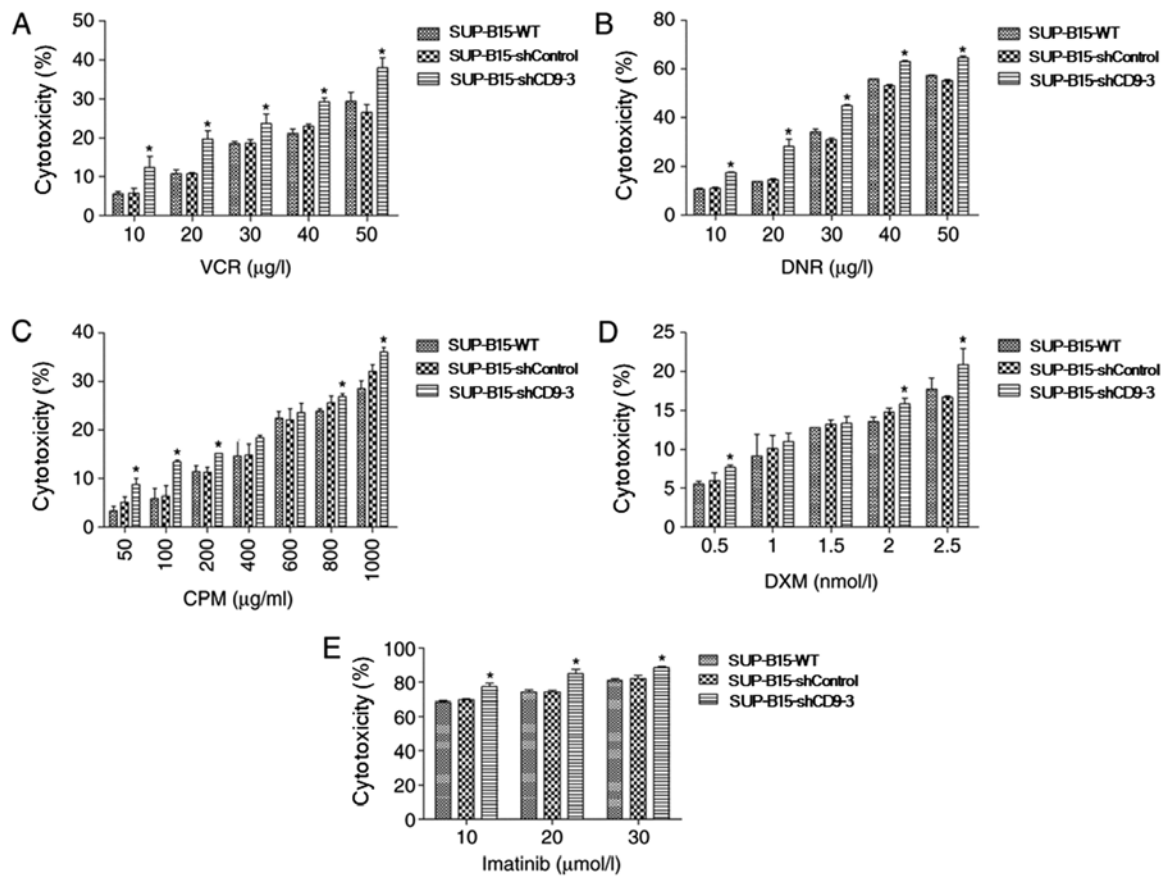 A
Cytotoxicity (%)
50
40
30
20
10
0
* * * * *
10 20 30 40 50
VCR (μg/l)
SUP-B15-WT
SUP-B15-shControl
SUP-B15-shCD9-3
B
Cytotoxicity (%)
80
60
40
20
0
* * * * *
10 20 30 40 50
DNR (μg/l)
SUP-B15-WT
SUP-B15-shControl
SUP-B15-shCD9-3
C
Cytotoxicity (%)
40
30
20
10
0
* * * * *
50 100 200 400 600 800 1000
CPM (μg/ml)
SUP-B15-WT
SUP-B15-shControl
SUP-B15-shCD9-3
D
Cytotoxicity (%)
25
20
15
10
5
0
* * *
0.5 1 1.5 2 2.5
DXM (nmol/l)
SUP-B15-WT
SUP-B15-shControl
SUP-B15-shCD9-3
E
Cytotoxicity (%)
100
80
60
40
20
0
* * *
10 20 30
Imatinib (μmol/l)
SUP-B15-WT
SUP-B15-shControl
SUP-B15-shCD9-3